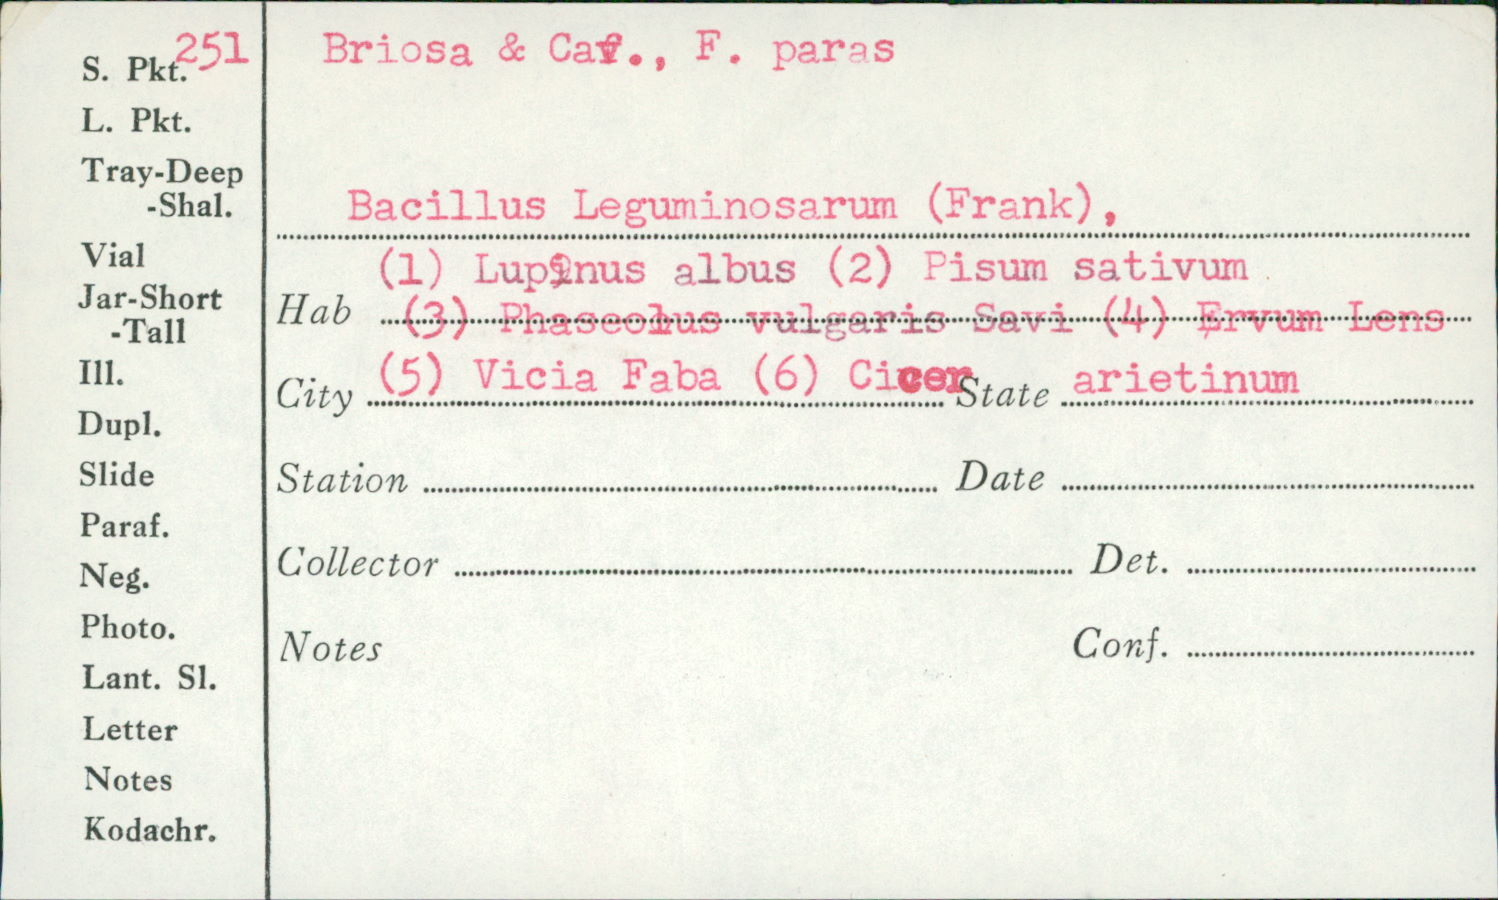 251 Briosa & Cav., F. paras
S. Pkt.
L. Pkt.
Tray-Deep
-Shal.
Bacillus Leguminosarum (Frank),
Vial
(1) Lupinus albus (2) Pisum sativum
Jar-Short
-Tall
Hab (3) Phaseolus vulgaris Savi (4) Ervum Lens
Ill.
City (5) Vicia Faba (6) Cicer State arietinum
Dupl.
Slide
Station Date
Paraf.
Neg.
Collector Det.
Photo.
Notes Conf.
Lant. Sl.
Letter
Notes
Kodachr.